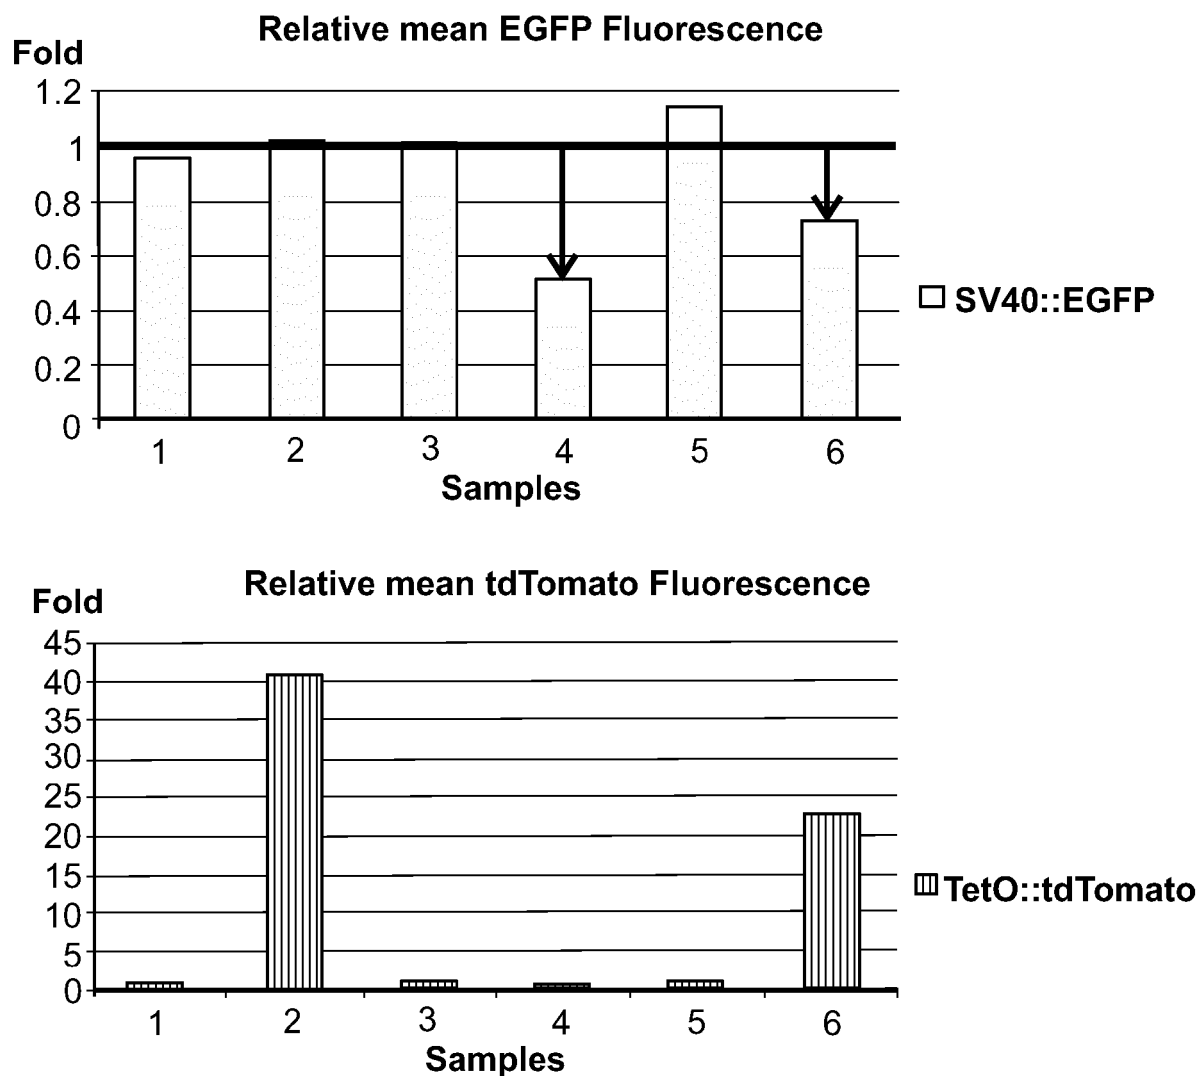 Relative mean EGFP Fluorescence
Fold
1.2
1
0.8
0.6
0.4
0.2
0
1 2 3 4 5 6
Samples
SV40::EGFP
Relative mean tdTomato Fluorescence
Fold
45
40
35
30
25
20
15
10
5
0
1 2 3 4 5 6
Samples
TetO::tdTomato